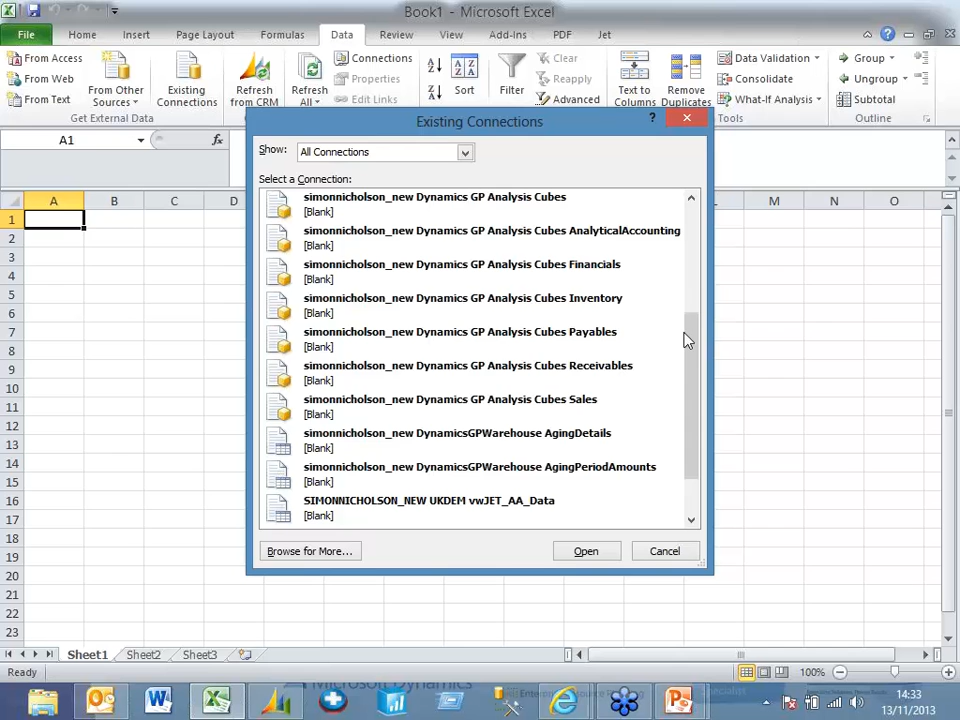 Book1 - Microsoft Excel
File Home Insert Page Layout Formulas Data Review View Add-Ins PDF Jet
From Access
From Web
From Text
From Other Sources
Existing Connections
Get External Data
Refresh from CRM
Refresh All
Connections
Properties
Edit Links
Sort
Filter
Clear
Reapply
Advanced
Text to Columns
Remove Duplicates
Data Validation
Consolidate
What-If Analysis
Tools
Group
Ungroup
Subtotal
Outline
A1
fx
A B C D L M N O
Existing Connections
Show: All Connections
Select a Connection:
simonnicholson_new Dynamics GP Analysis Cubes
[Blank]
simonnicholson_new Dynamics GP Analysis Cubes AnalyticalAccounting
[Blank]
simonnicholson_new Dynamics GP Analysis Cubes Financials
[Blank]
simonnicholson_new Dynamics GP Analysis Cubes Inventory
[Blank]
simonnicholson_new Dynamics GP Analysis Cubes Payables
[Blank]
simonnicholson_new Dynamics GP Analysis Cubes Receivables
[Blank]
simonnicholson_new Dynamics GP Analysis Cubes Sales
[Blank]
simonnicholson_new DynamicsGPWarehouse AgingDetails
[Blank]
simonnicholson_new DynamicsGPWarehouse AgingPeriodAmounts
[Blank]
SIMONNICHOLSON_NEW UKDEM vwJET_AA_Data
[Blank]
Browse for More... Open Cancel
1
2
3
4
5
6
7
8
9
10
11
12
13
14
15
16
17
18
19
20
21
22
23
Sheet1 Sheet2 Sheet3
Ready
100%
Microsoft Dynamics
14:33
13/11/2013